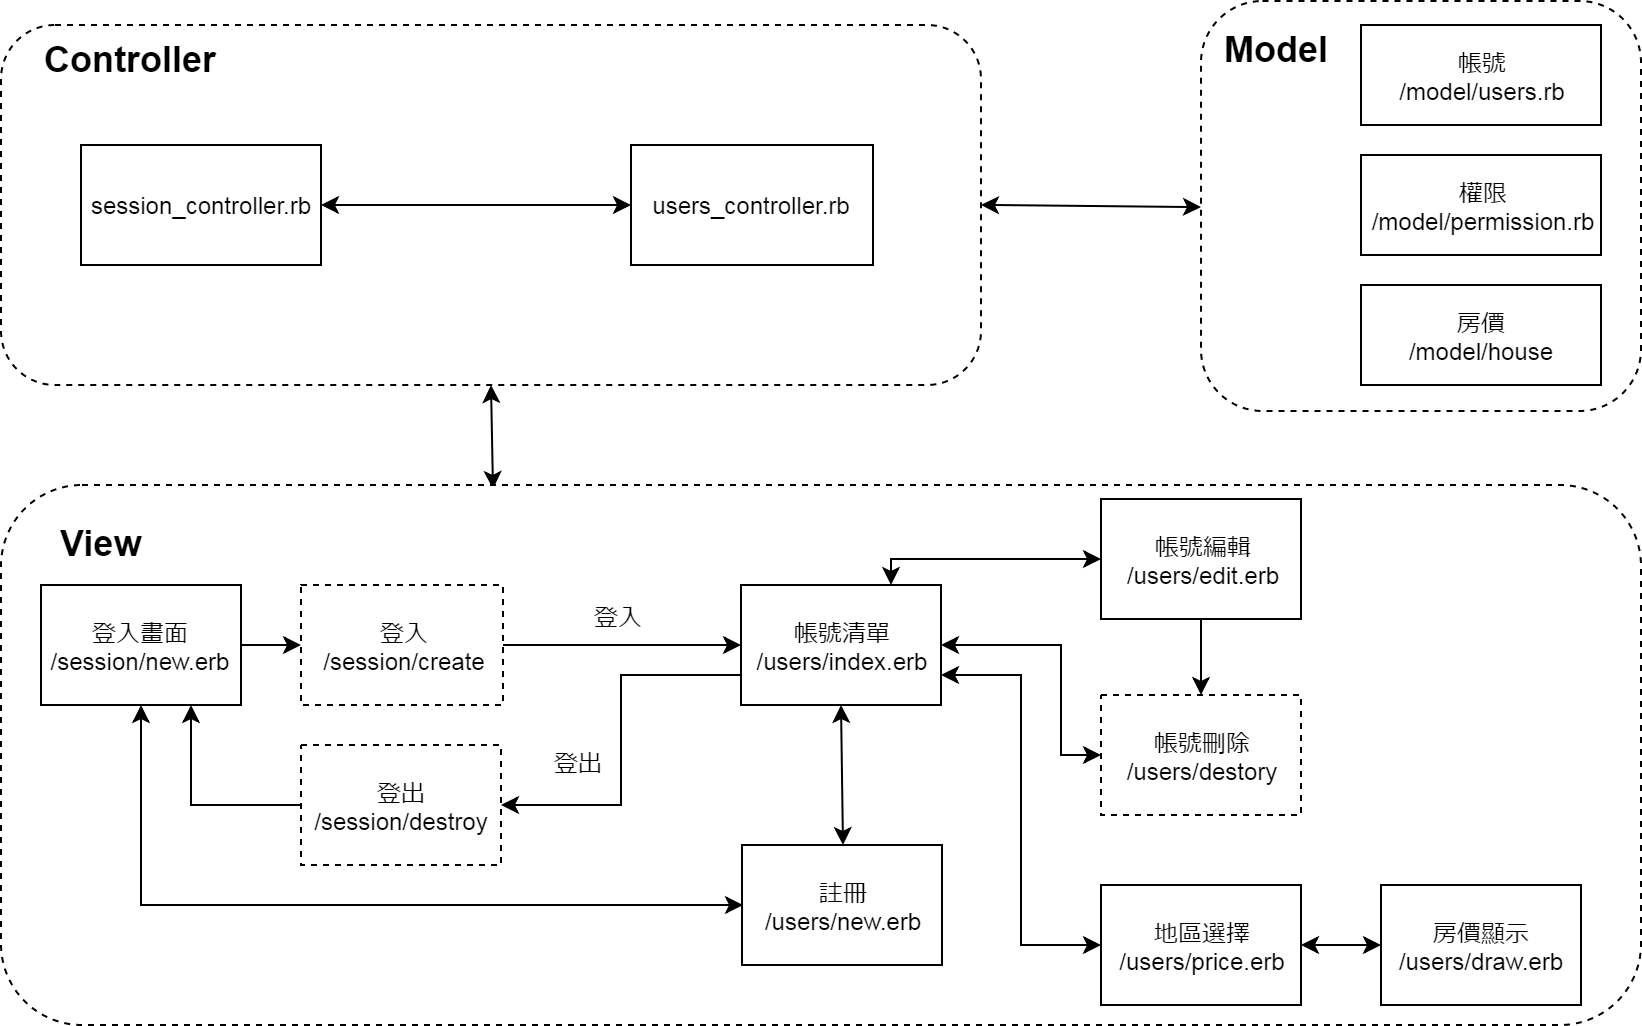 Controller
session_controller.rb
users_controller.rb
Model
帳號
/model/users.rb
權限
/model/permission.rb
房價
/model/house
View
登入畫面
/session/new.erb
登入
/session/create
登入
帳號清單
/users/index.erb
帳號編輯
/users/edit.erb
登出
登出
/session/destroy
帳號刪除
/users/destory
註冊
/users/new.erb
地區選擇
/users/price.erb
房價顯示
/users/draw.erb